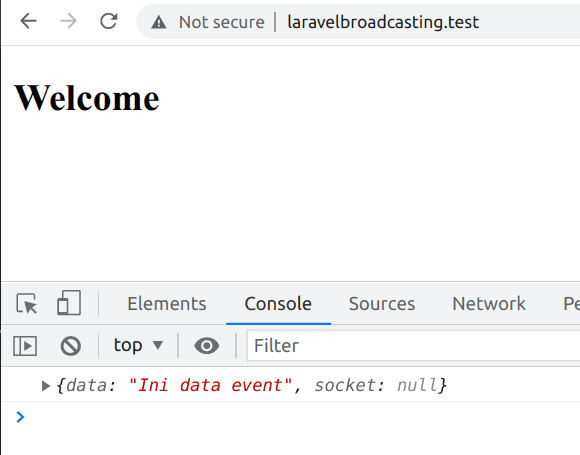 Not secure | laravelbroadcasting.test
Welcome
Elements Console Sources Network Pe
top Filter
{data: "Ini data event", socket: null}